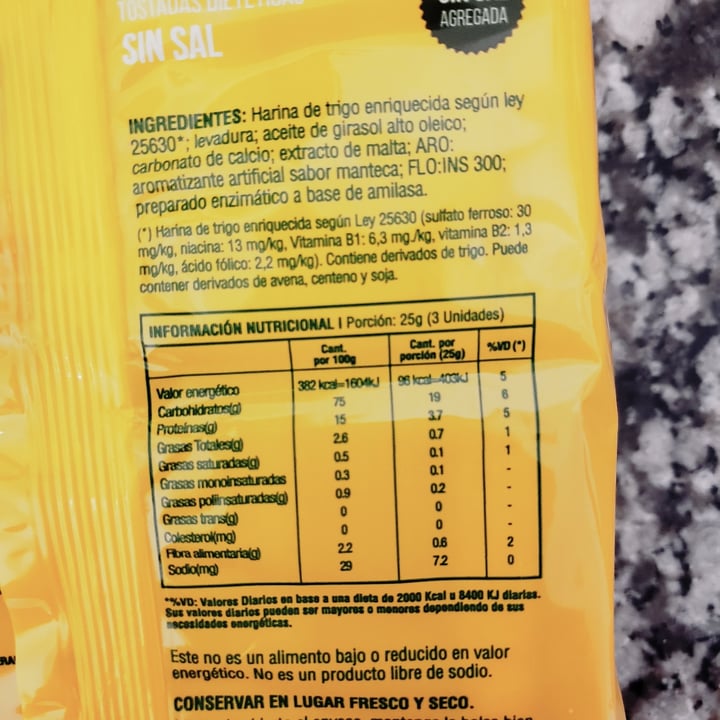 TOSTADAS DIETÉTICAS
SIN SAL
AGREGADA
INGREDIENTES: Harina de trigo enriquecida según ley
25630*; levadura; aceite de girasol alto oleico;
carbonato de calcio; extracto de malta; ARO:
aromatizante artificial sabor manteca; FLO:INS 300;
preparado enzimático a base de amilasa.
(*) Harina de trigo enriquecida según Ley 25630 (sulfato ferroso: 30
mg/kg, niacina: 13 mg/kg, Vitamina B1: 6,3 mg./kg, vitamina B2: 1,3
mg/kg, ácido fólico: 2,2 mg/kg). Contiene derivados de trigo. Puede
contener derivados de avena, centeno y soja.
INFORMACIÓN NUTRICIONAL I Porción: 25g (3 Unidades)
Cant. por 100g Cant. por porción (25g) %VD (*)
Valor energético 382 kcal=1604kJ 96 kcal=403kJ 5
Carbohidratos(g) 75 19 6
Proteínas(g) 15 3.7 5
Grasas Totales(g) 2.6 0.7 1
Grasas saturadas(g) 0.5 0.1 1
Grasas monoinsaturadas 0.3 0.1 -
Grasas poliinsaturadas(g) 0.9 0.2 -
Grasas trans(g) 0 0 -
Colesterol(mg) 0 0 -
Fibra alimentaria(g) 2.2 0.6 2
Sodio(mg) 29 7.2 0
*%VD: Valores Diarios en base a una dieta de 2000 Kcal u 8400 KJ diarias.
Sus valores diarios pueden ser mayores o menores dependiendo de sus
necesidades energéticas.
Este no es un alimento bajo o reducido en valor
energético. No es un producto libre de sodio.
CONSERVAR EN LUGAR FRESCO Y SECO.